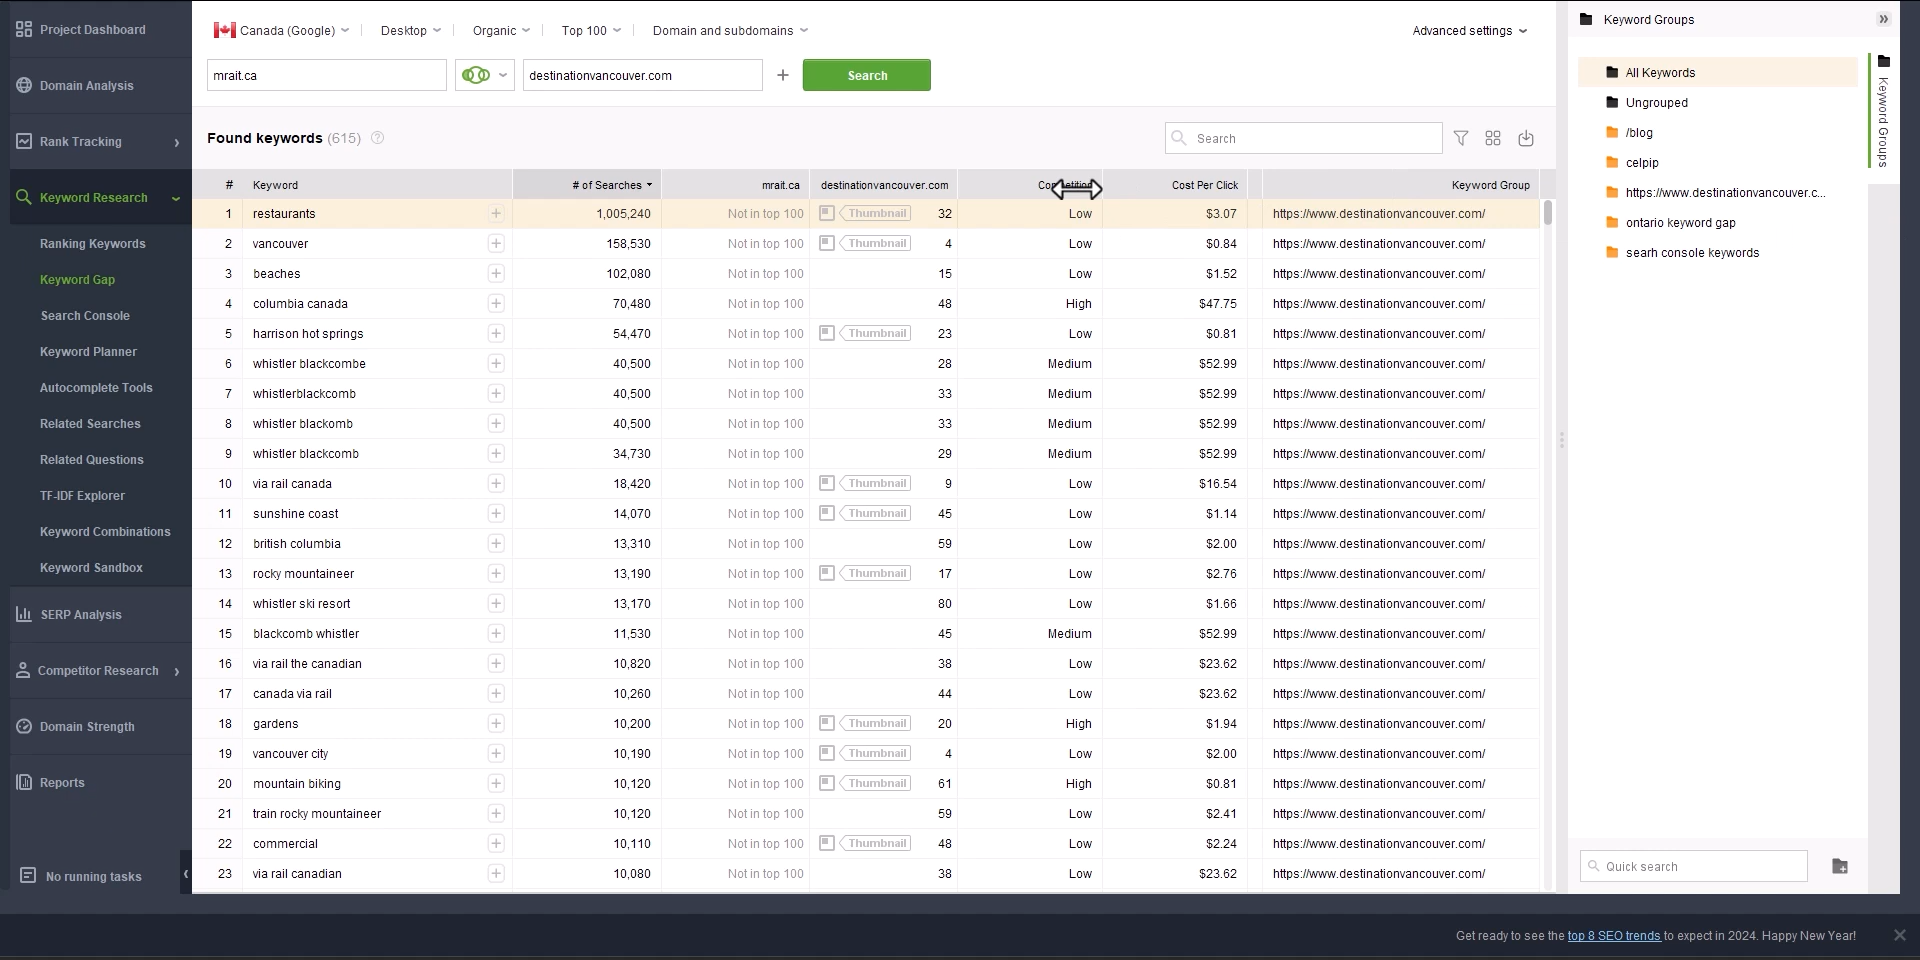 Project Dashboard
Domain Analysis
Rank Tracking
Keyword Research
Ranking Keywords
Keyword Gap
Search Console
Keyword Planner
Autocomplete Tools
Related Searches
Related Questions
TF-IDF Explorer
Keyword Combinations
Keyword Sandbox
SERP Analysis
Competitor Research
Domain Strength
Reports
No running tasks
Canada (Google) Desktop Organic Top 100 Domain and subdomains Advanced settings
mrait.ca destinationvancouver.com + Search
Found keywords (615) ? Search
# Keyword # of Searches mrait.ca destinationvancouver.com Competition Cost Per Click Keyword Group
1 restaurants 1,005,240 Not in top 100 Thumbnail 32 Low $3.07 https://www.destinationvancouver.com/
2 vancouver 158,530 Not in top 100 Thumbnail 4 Low $0.84 https://www.destinationvancouver.com/
3 beaches 102,080 Not in top 100 15 Low $1.52 https://www.destinationvancouver.com/
4 columbia canada 70,480 Not in top 100 48 High $47.75 https://www.destinationvancouver.com/
5 harrison hot springs 54,470 Not in top 100 Thumbnail 23 Low $0.81 https://www.destinationvancouver.com/
6 whistler blackcombe 40,500 Not in top 100 28 Medium $52.99 https://www.destinationvancouver.com/
7 whistlerblackcomb 40,500 Not in top 100 33 Medium $52.99 https://www.destinationvancouver.com/
8 whistler blackomb 40,500 Not in top 100 33 Medium $52.99 https://www.destinationvancouver.com/
9 whistler blackcomb 34,730 Not in top 100 29 Medium $52.99 https://www.destinationvancouver.com/
10 via rail canada 18,420 Not in top 100 Thumbnail 9 Low $16.54 https://www.destinationvancouver.com/
11 sunshine coast 14,070 Not in top 100 Thumbnail 45 Low $1.14 https://www.destinationvancouver.com/
12 british columbia 13,310 Not in top 100 59 Low $2.00 https://www.destinationvancouver.com/
13 rocky mountaineer 13,190 Not in top 100 Thumbnail 17 Low $2.76 https://www.destinationvancouver.com/
14 whistler ski resort 13,170 Not in top 100 80 Low $1.66 https://www.destinationvancouver.com/
15 blackcomb whistler 11,530 Not in top 100 45 Medium $52.99 https://www.destinationvancouver.com/
16 via rail the canadian 10,820 Not in top 100 38 Low $23.62 https://www.destinationvancouver.com/
17 canada via rail 10,260 Not in top 100 44 Low $23.62 https://www.destinationvancouver.com/
18 gardens 10,200 Not in top 100 Thumbnail 20 High $1.94 https://www.destinationvancouver.com/
19 vancouver city 10,190 Not in top 100 Thumbnail 4 Low $2.00 https://www.destinationvancouver.com/
20 mountain biking 10,120 Not in top 100 Thumbnail 61 High $0.81 https://www.destinationvancouver.com/
21 train rocky mountaineer 10,120 Not in top 100 59 Low $2.41 https://www.destinationvancouver.com/
22 commercial 10,110 Not in top 100 Thumbnail 48 Low $2.24 https://www.destinationvancouver.com/
23 via rail canadian 10,080 Not in top 100 38 Low $23.62 https://www.destinationvancouver.com/
Keyword Groups
All Keywords
Ungrouped
/blog
celpip
https://www.destinationvancouver.c...
ontario keyword gap
searh console keywords
Quick search
Keyword Groups
Get ready to see the top 8 SEO trends to expect in 2024. Happy New Year!